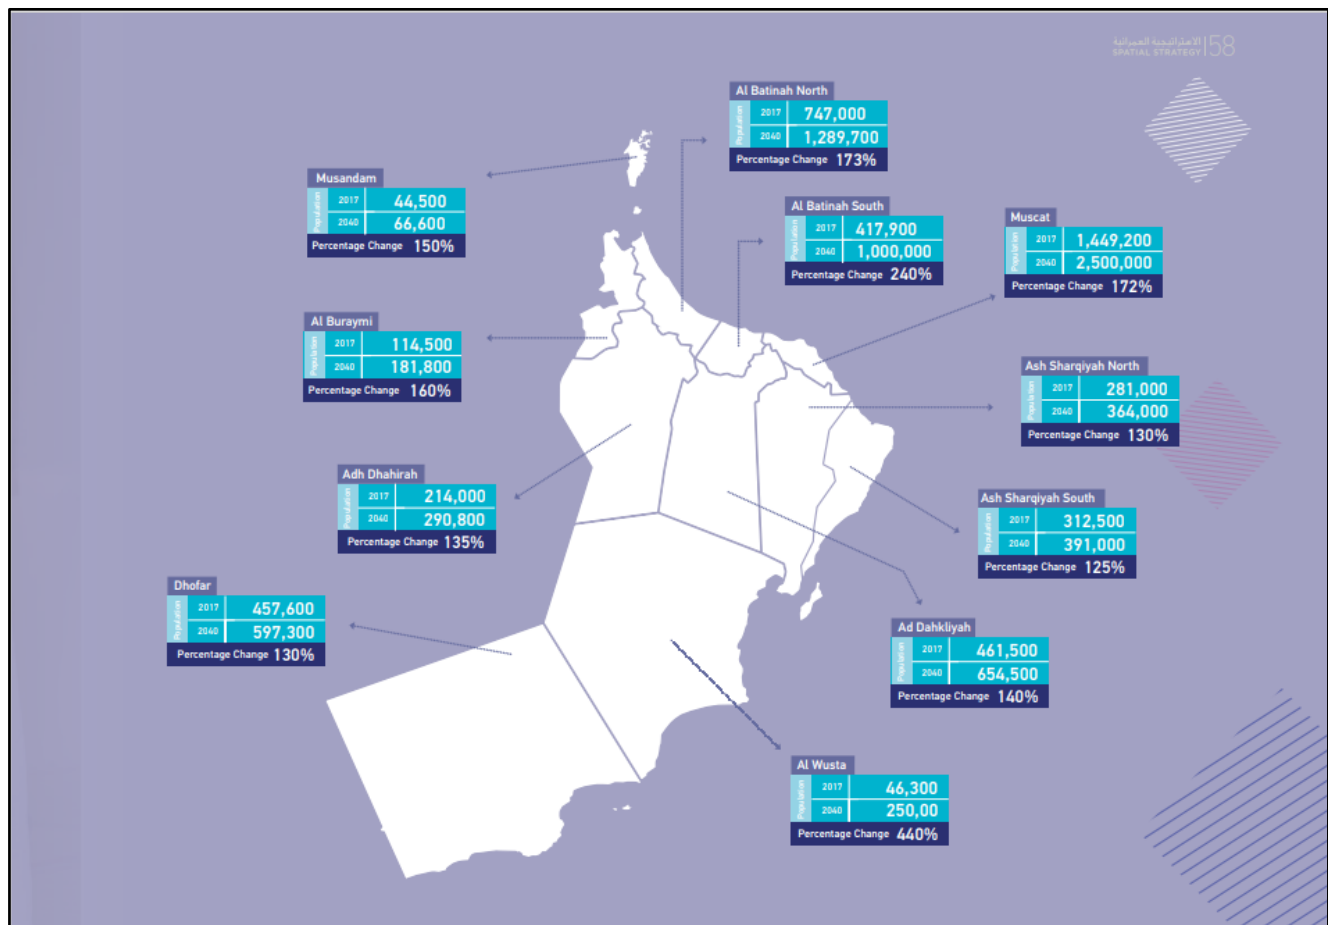 الاستراتيجية العمرانية
SPATIAL STRATEGY
58
Al Batinah North
Population
2017 747,000
2040 1,289,700
Percentage Change 173%
Musandam
Population
2017 44,500
2040 66,600
Percentage Change 150%
Al Batinah South
Population
2017 417,900
2040 1,000,000
Percentage Change 240%
Muscat
Population
2017 1,449,200
2040 2,500,000
Percentage Change 172%
Al Buraymi
Population
2017 114,500
2040 181,800
Percentage Change 160%
Ash Sharqiyah North
Population
2017 281,000
2040 364,000
Percentage Change 130%
Adh Dhahirah
Population
2017 214,000
2040 290,800
Percentage Change 135%
Ash Sharqiyah South
Population
2017 312,500
2040 391,000
Percentage Change 125%
Dhofar
Population
2017 457,600
2040 597,300
Percentage Change 130%
Ad Dahkliyah
Population
2017 461,500
2040 654,500
Percentage Change 140%
Al Wusta
Population
2017 46,300
2040 250,00
Percentage Change 440%